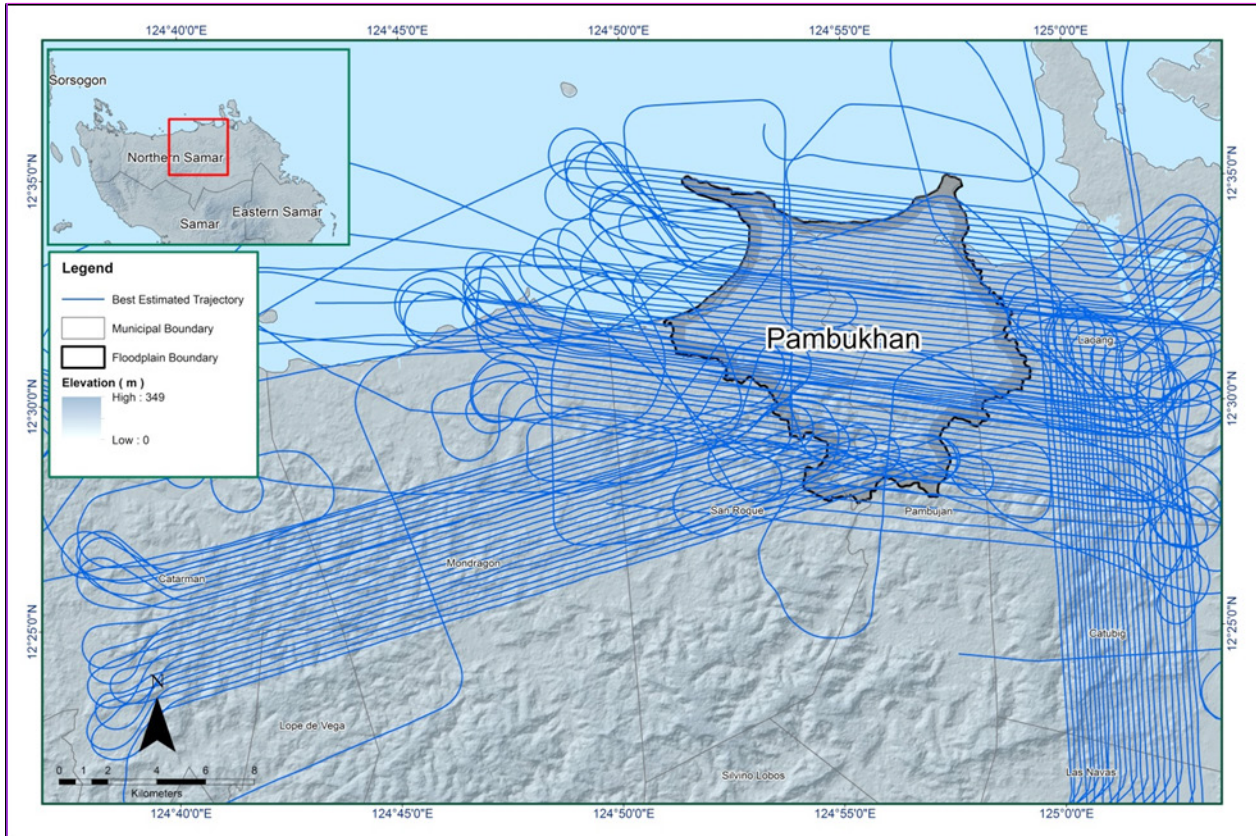 124°40'0"E
124°45'0"E
124°50'0"E
124°55'0"E
125°0'0"E
Sorsogon
Northern Samar
Samar
Eastern Samar
12°35'0"N
12°35'0"N
Legend
Best Estimated Trajectory
Municipal Boundary
Floodplain Boundary
Elevation ( m )
High : 349
Low : 0
Pambukhan
Laoang
12°30'0"N
12°30'0"N
San Roque
Pambujan
Mondragon
Catarman
12°25'0"N
12°25'0"N
Catubig
N
Lope de Vega
Silvino Lobos
Las Navas
0 1 2 4 6 8
Kilometers
124°40'0"E
124°45'0"E
124°50'0"E
124°55'0"E
125°0'0"E